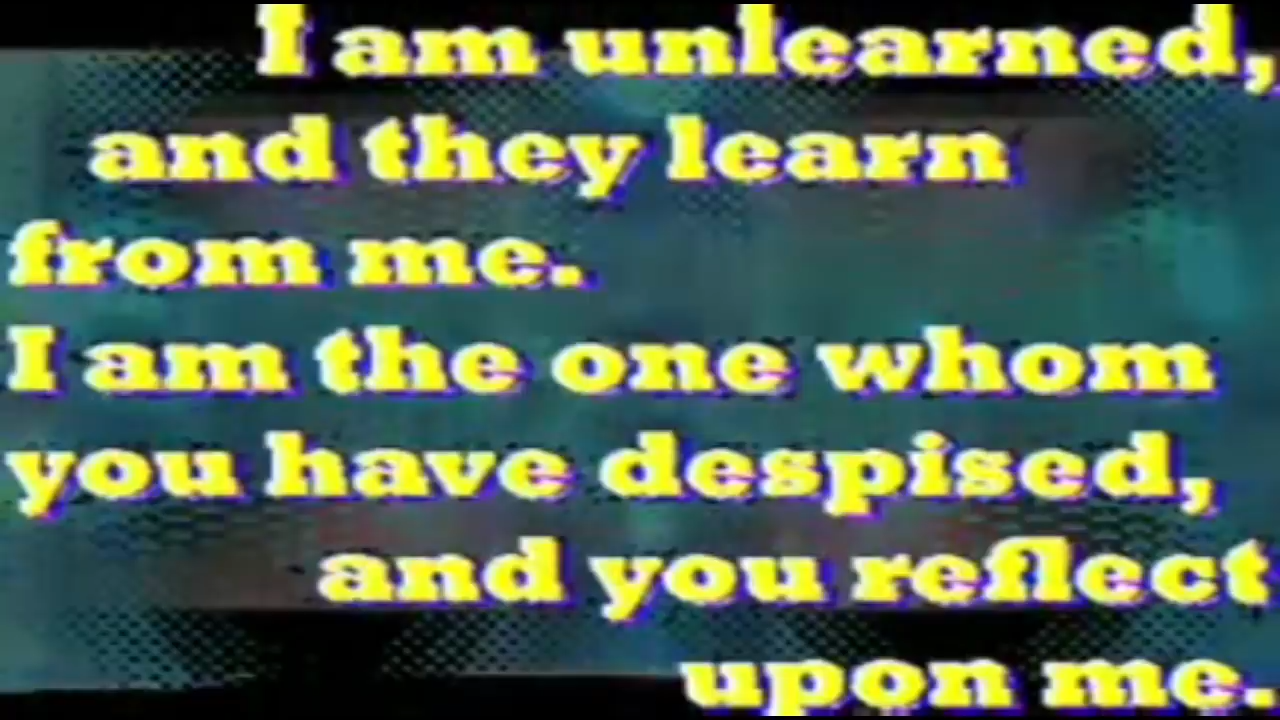 I am unlearned,
and they learn
from me.
I am the one whom
you have despised,
and you reflect
upon me.